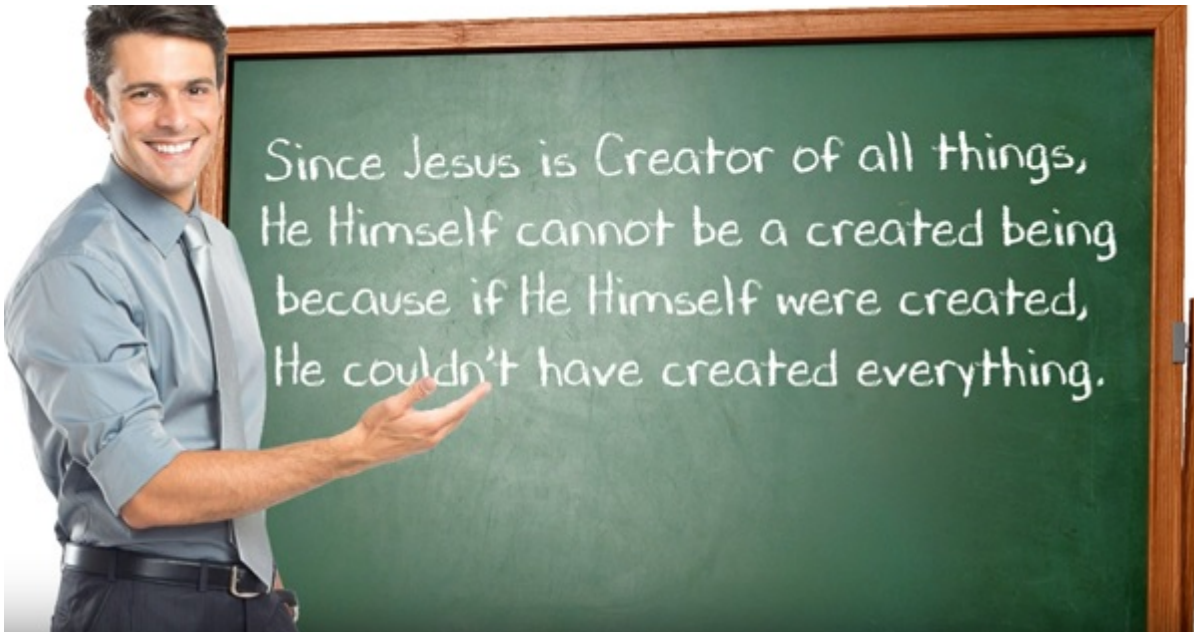 Since Jesus is Creator of all things,
He Himself cannot be a created being
because if He Himself were created,
He couldn't have created everything.